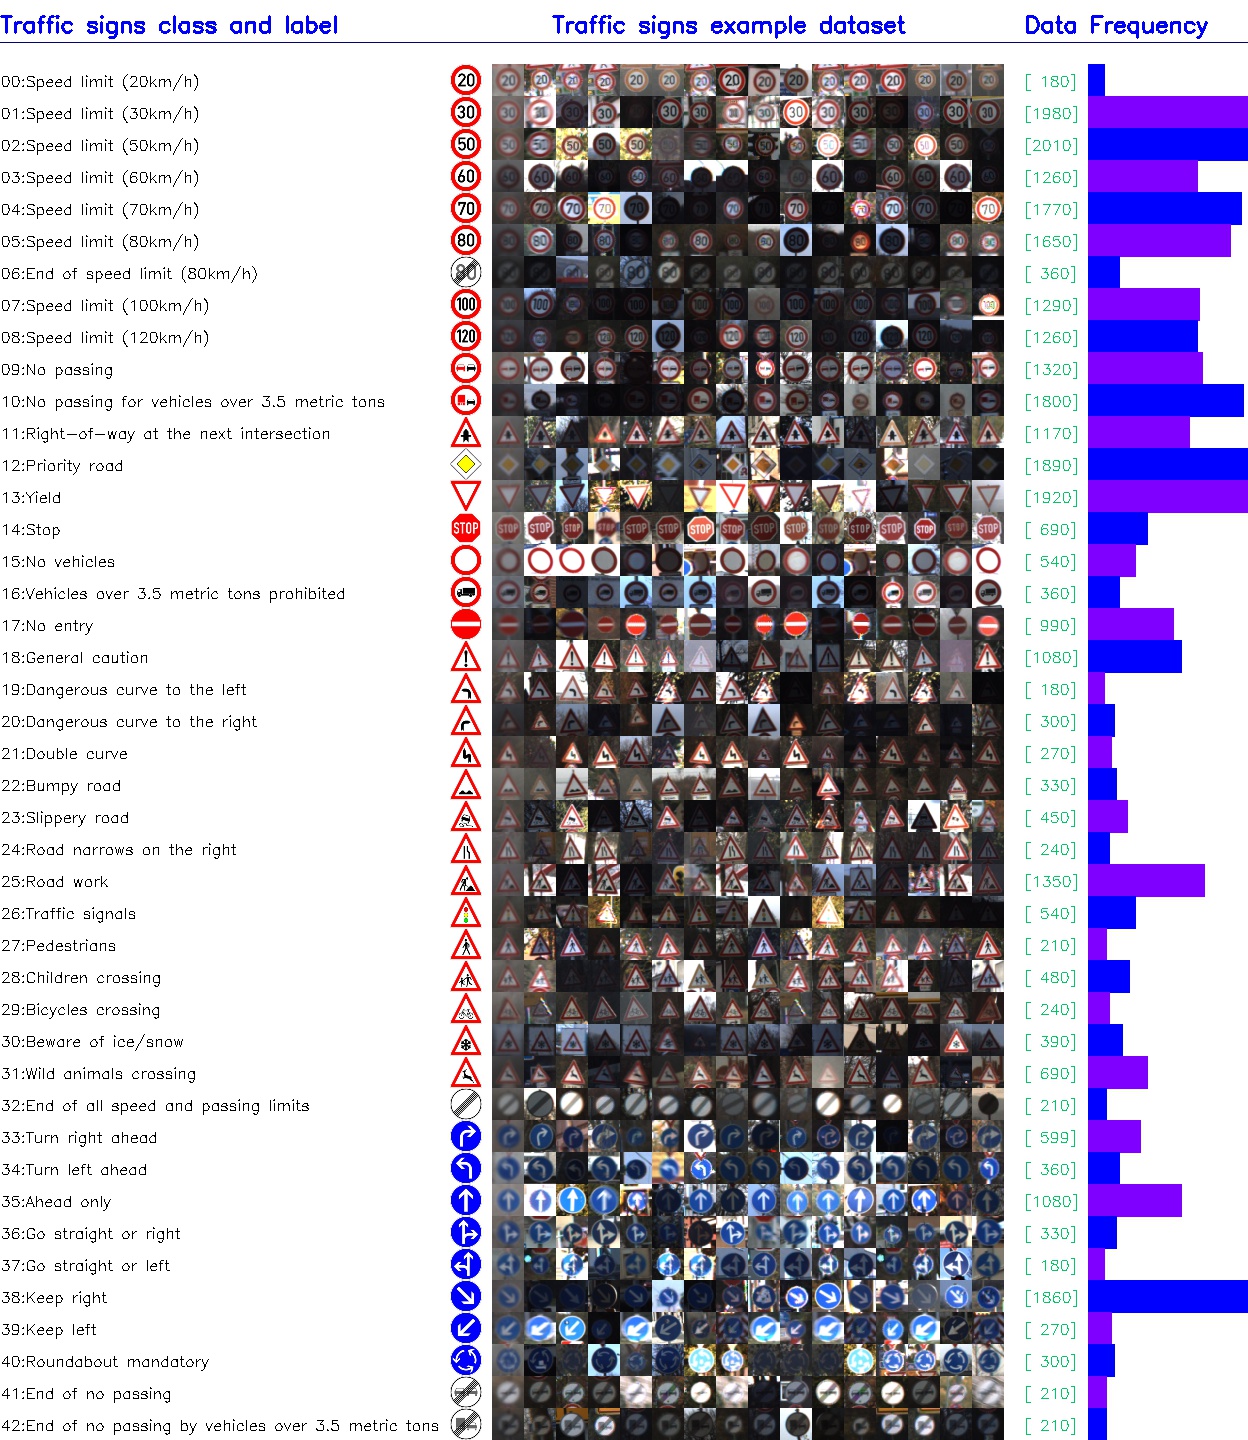 Traffic signs class and label Traffic signs example dataset Data Frequency
00:Speed limit (20km/h) 20 [ 180]
01:Speed limit (30km/h) 30 [1980]
02:Speed limit (50km/h) 50 [2010]
03:Speed limit (60km/h) 60 [1260]
04:Speed limit (70km/h) 70 [1770]
05:Speed limit (80km/h) 80 [1650]
06:End of speed limit (80km/h) 80 [ 360]
07:Speed limit (100km/h) 100 [1290]
08:Speed limit (120km/h) 120 [1260]
09:No passing [1320]
10:No passing for vehicles over 3.5 metric tons [1800]
11:Right-of-way at the next intersection [1170]
12:Priority road [1890]
13:Yield [1920]
14:Stop STOP [ 690]
15:No vehicles [ 540]
16:Vehicles over 3.5 metric tons prohibited [ 360]
17:No entry [ 990]
18:General caution [1080]
19:Dangerous curve to the left [ 180]
20:Dangerous curve to the right [ 300]
21:Double curve [ 270]
22:Bumpy road [ 330]
23:Slippery road [ 450]
24:Road narrows on the right [ 240]
25:Road work [1350]
26:Traffic signals [ 540]
27:Pedestrians [ 210]
28:Children crossing [ 480]
29:Bicycles crossing [ 240]
30:Beware of ice/snow [ 390]
31:Wild animals crossing [ 690]
32:End of all speed and passing limits [ 210]
33:Turn right ahead [ 599]
34:Turn left ahead [ 360]
35:Ahead only [1080]
36:Go straight or right [ 330]
37:Go straight or left [ 180]
38:Keep right [1860]
39:Keep left [ 270]
40:Roundabout mandatory [ 300]
41:End of no passing [ 210]
42:End of no passing by vehicles over 3.5 metric tons [ 210]